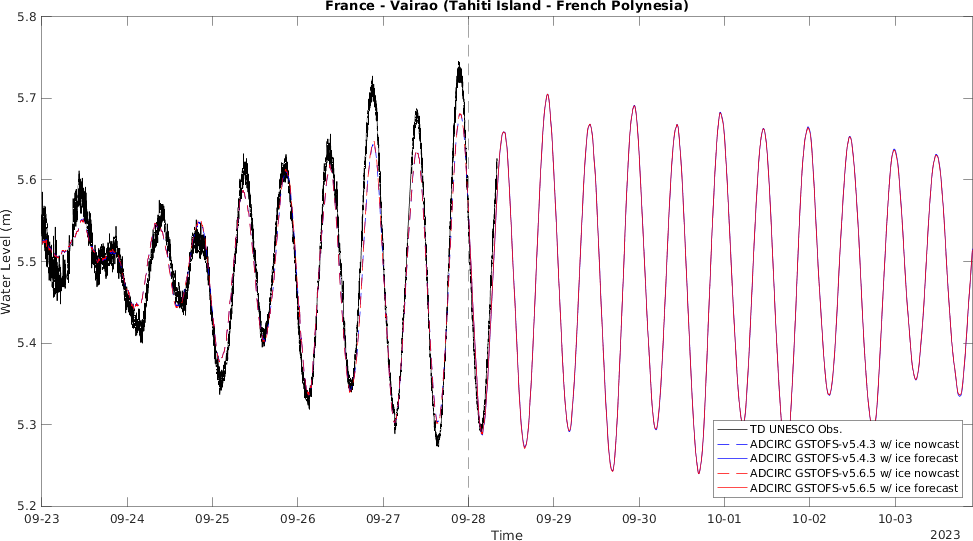 France - Vairao (Tahiti Island - French Polynesia)
5.8
5.7
5.6
5.5
5.4
5.3
5.2
Water Level (m)
TD UNESCO Obs.
ADCIRC GSTOFS-v5.4.3 w/ ice nowcast
ADCIRC GSTOFS-v5.4.3 w/ ice forecast
ADCIRC GSTOFS-v5.6.5 w/ ice nowcast
ADCIRC GSTOFS-v5.6.5 w/ ice forecast
09-23 09-24 09-25 09-26 09-27 09-28 09-29 09-30 10-01 10-02 10-03
Time
2023